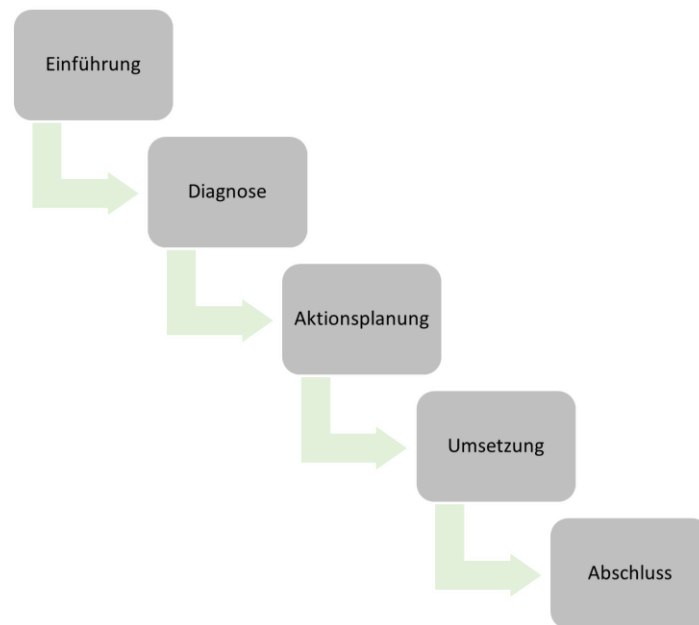 Einführung
Diagnose
Aktionsplanung
Umsetzung
Abschluss